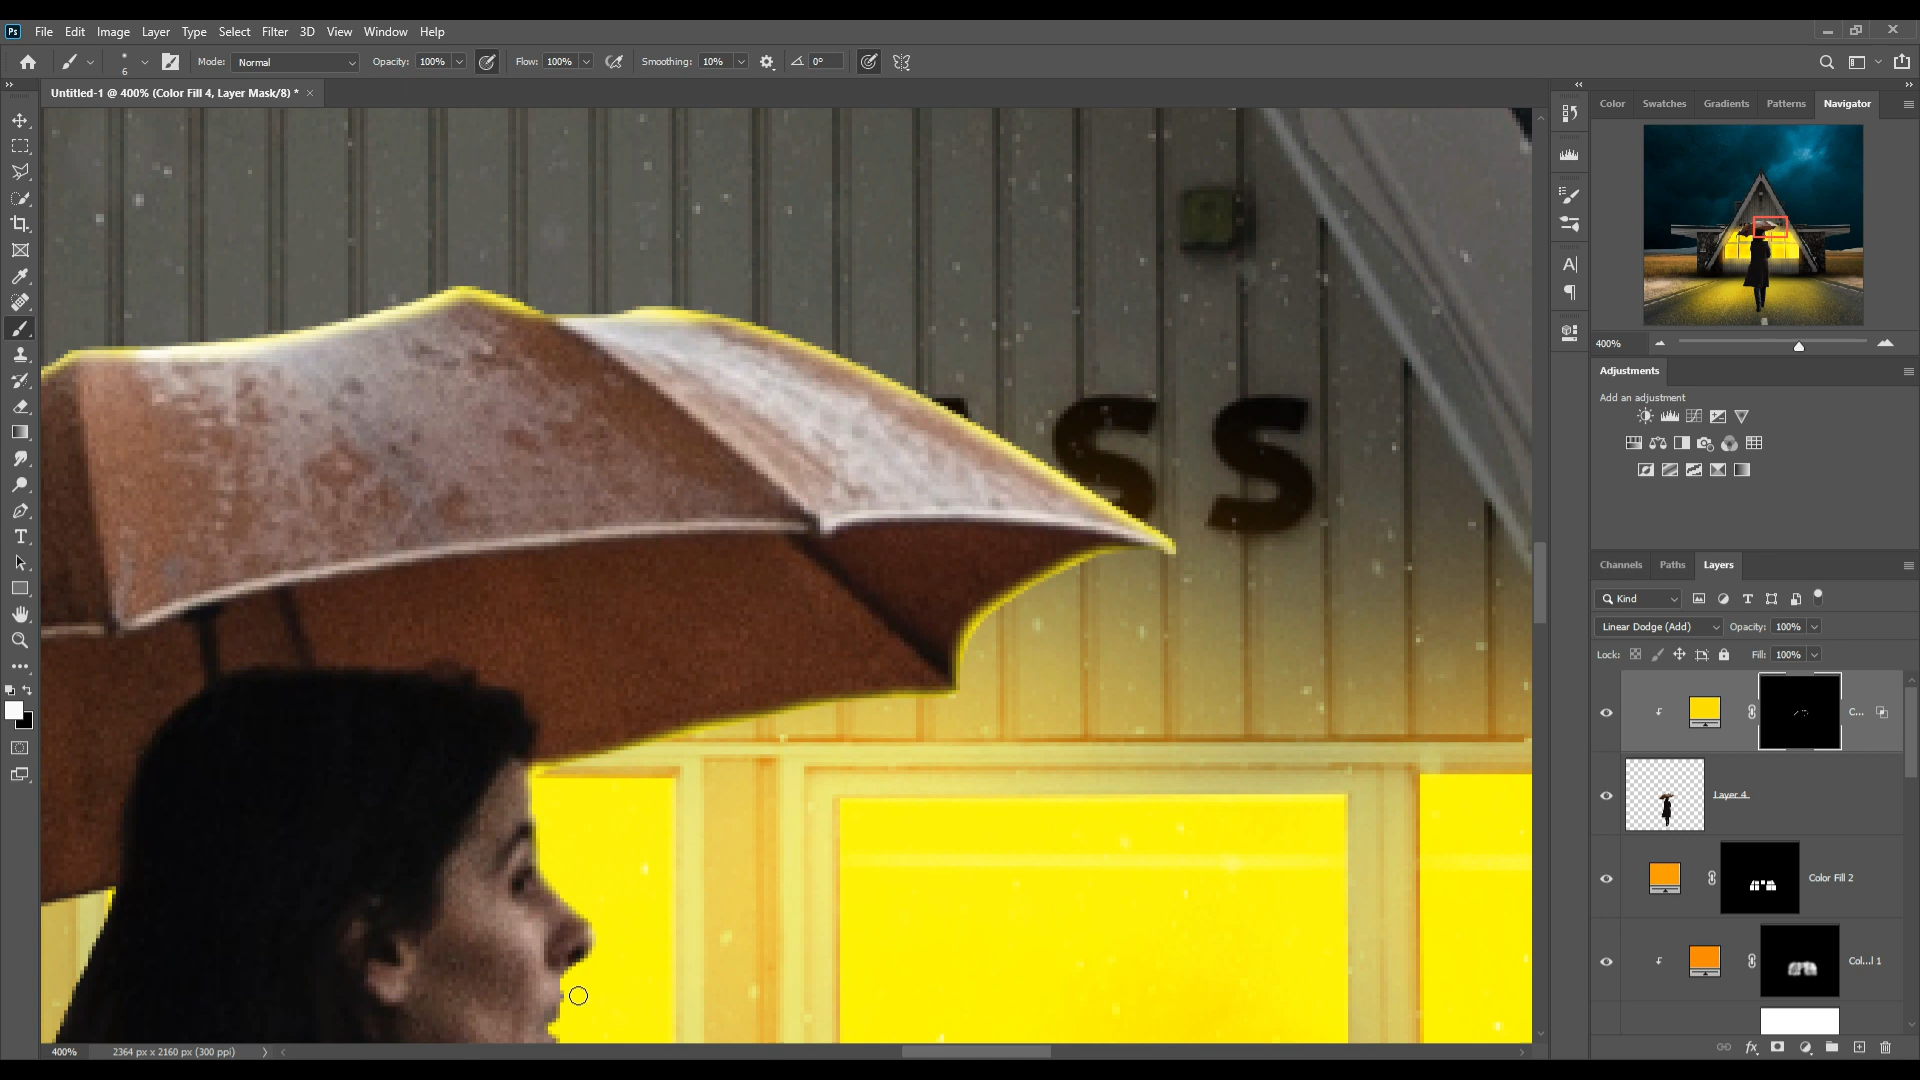 Ps File Edit Image Layer Type Select Filter 3D View Window Help
6 Mode: Normal Opacity: 100% Flow: 100% Smoothing: 10% 0°
Untitled-1 @ 400% (Color Fill 4, Layer Mask/8) * ×
Color Swatches Gradients Patterns Navigator
S S
400%
Adjustments
Add an adjustment
Channels Paths Layers
Kind
Linear Dodge (Add) Opacity: 100%
Lock: Fill: 100%
C...
Layer 4
Color Fill 2
Col...l 1
400% 2364 px x 2160 px (300 ppi)